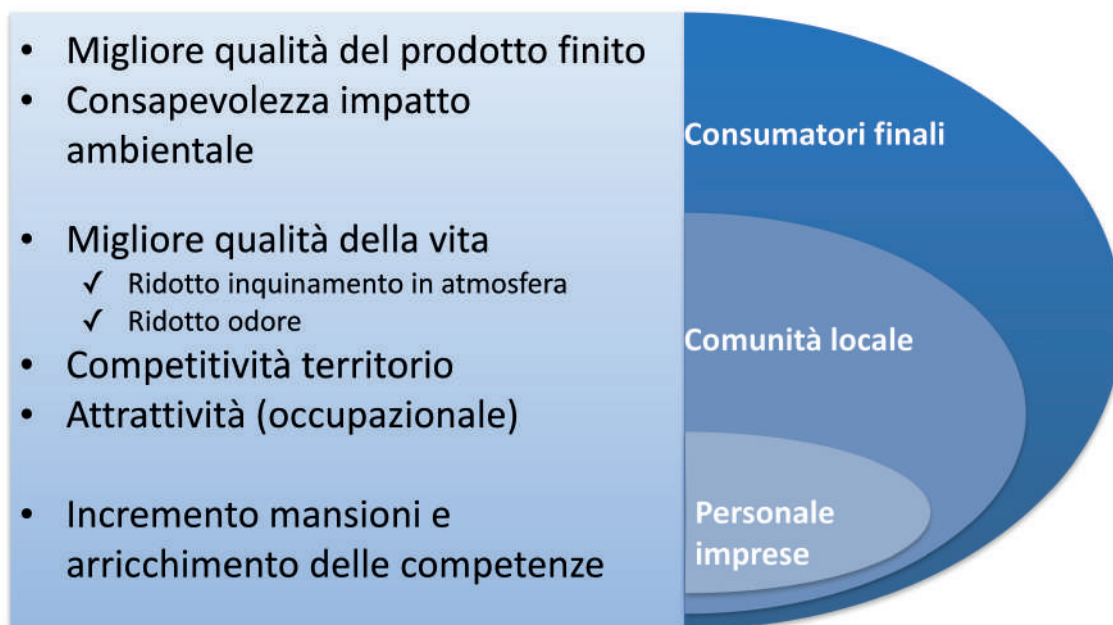 • Migliore qualità del prodotto finito
• Consapevolezza impatto
ambientale
Consumatori finali
• Migliore qualità della vita
✓ Ridotto inquinamento in atmosfera
✓ Ridotto odore
• Competitività territorio
• Attrattività (occupazionale)
Comunità locale
• Incremento mansioni e
arricchimento delle competenze
Personale
imprese